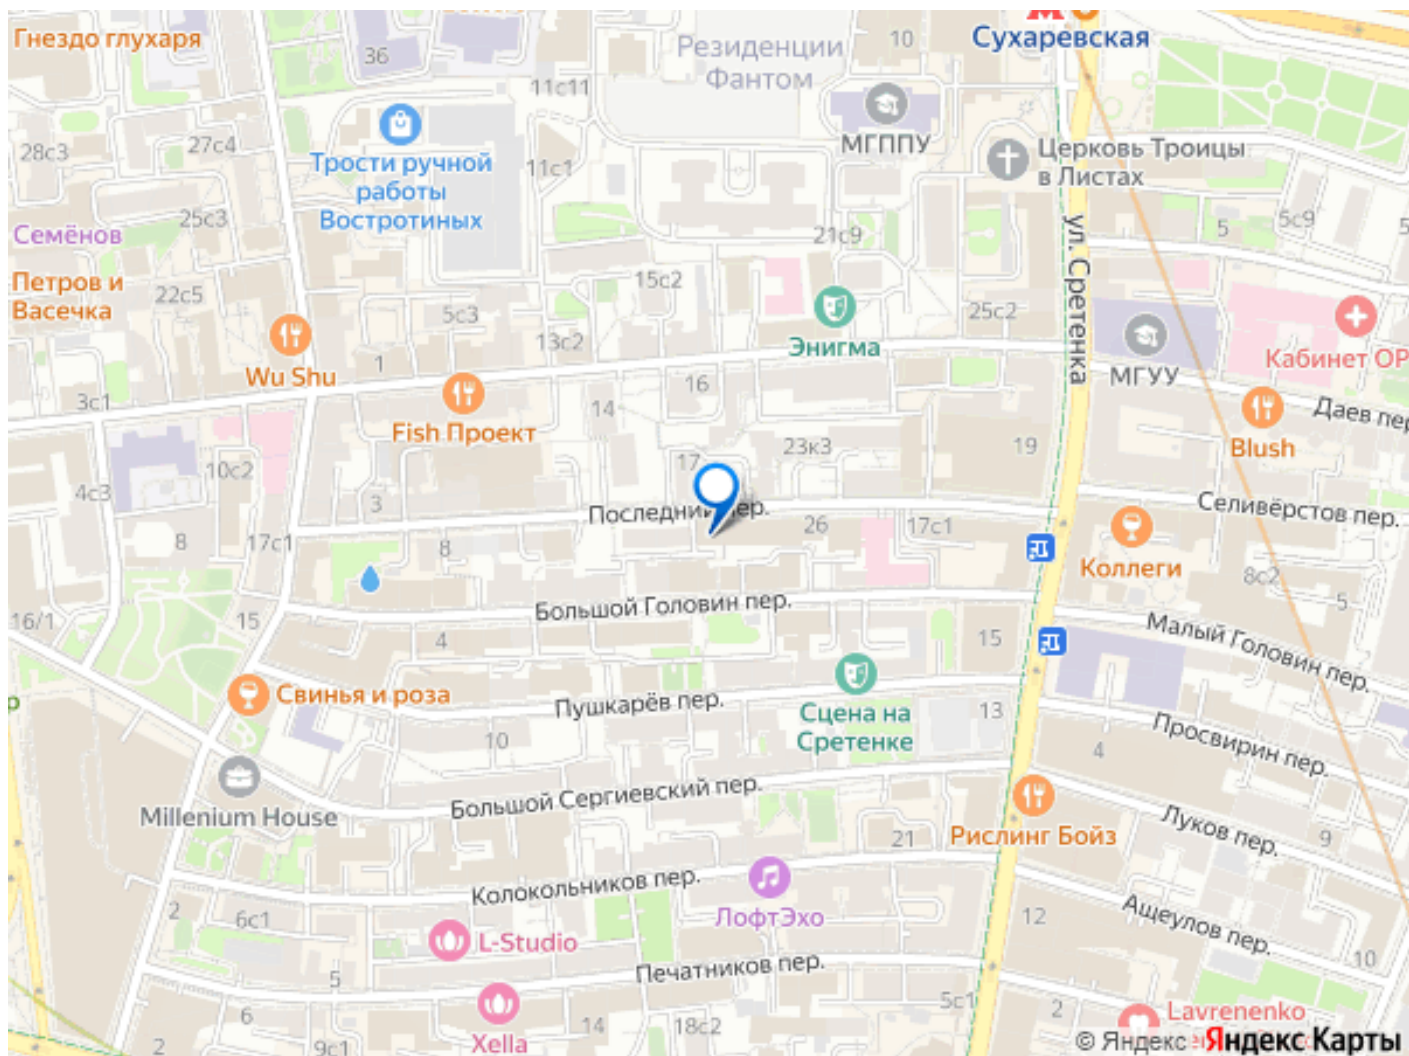 Гнездо глухаря
36
Резиденции
Фантом
10
Сухаревская
11с11
МГППУ
Церковь Троицы
в Листах
28с3
27с4
Трости ручной
работы
Востротиных
11с1
25с3
Семёнов
21с9
ул. Сретенка
5
5с9
Петров и
Васечка
22с5
15с2
5с3
13с2
25с2
Энигма
Кабинет ОР
МГУУ
Wu Shu
1
16
3с1
14
Fish Проект
Даев пер
Blush
23к3
19
10с2
17
4с3
3
Последний пер.
26
17с1
Селивёрстов пер.
8
17с1
8
Коллеги
8с2
5
Большой Головин пер.
16/1
15
4
15
Малый Головин пер.
Свинья и роза
Пушкарёв пер.
Сцена на
Сретенке
13
10
4
Просвирин пер.
Millenium House
Большой Сергиевский пер.
Рислинг Бойз
21
Луков пер.
9
Колокольников пер.
ЛофтЭхо
2
6с1
12
Ащеулов пер.
L-Studio
10
Печатников пер.
5
5с1
6
Xella
14
18с2
2
Lavrenenko
2
9с1
© Яндекс Яндекс Карты